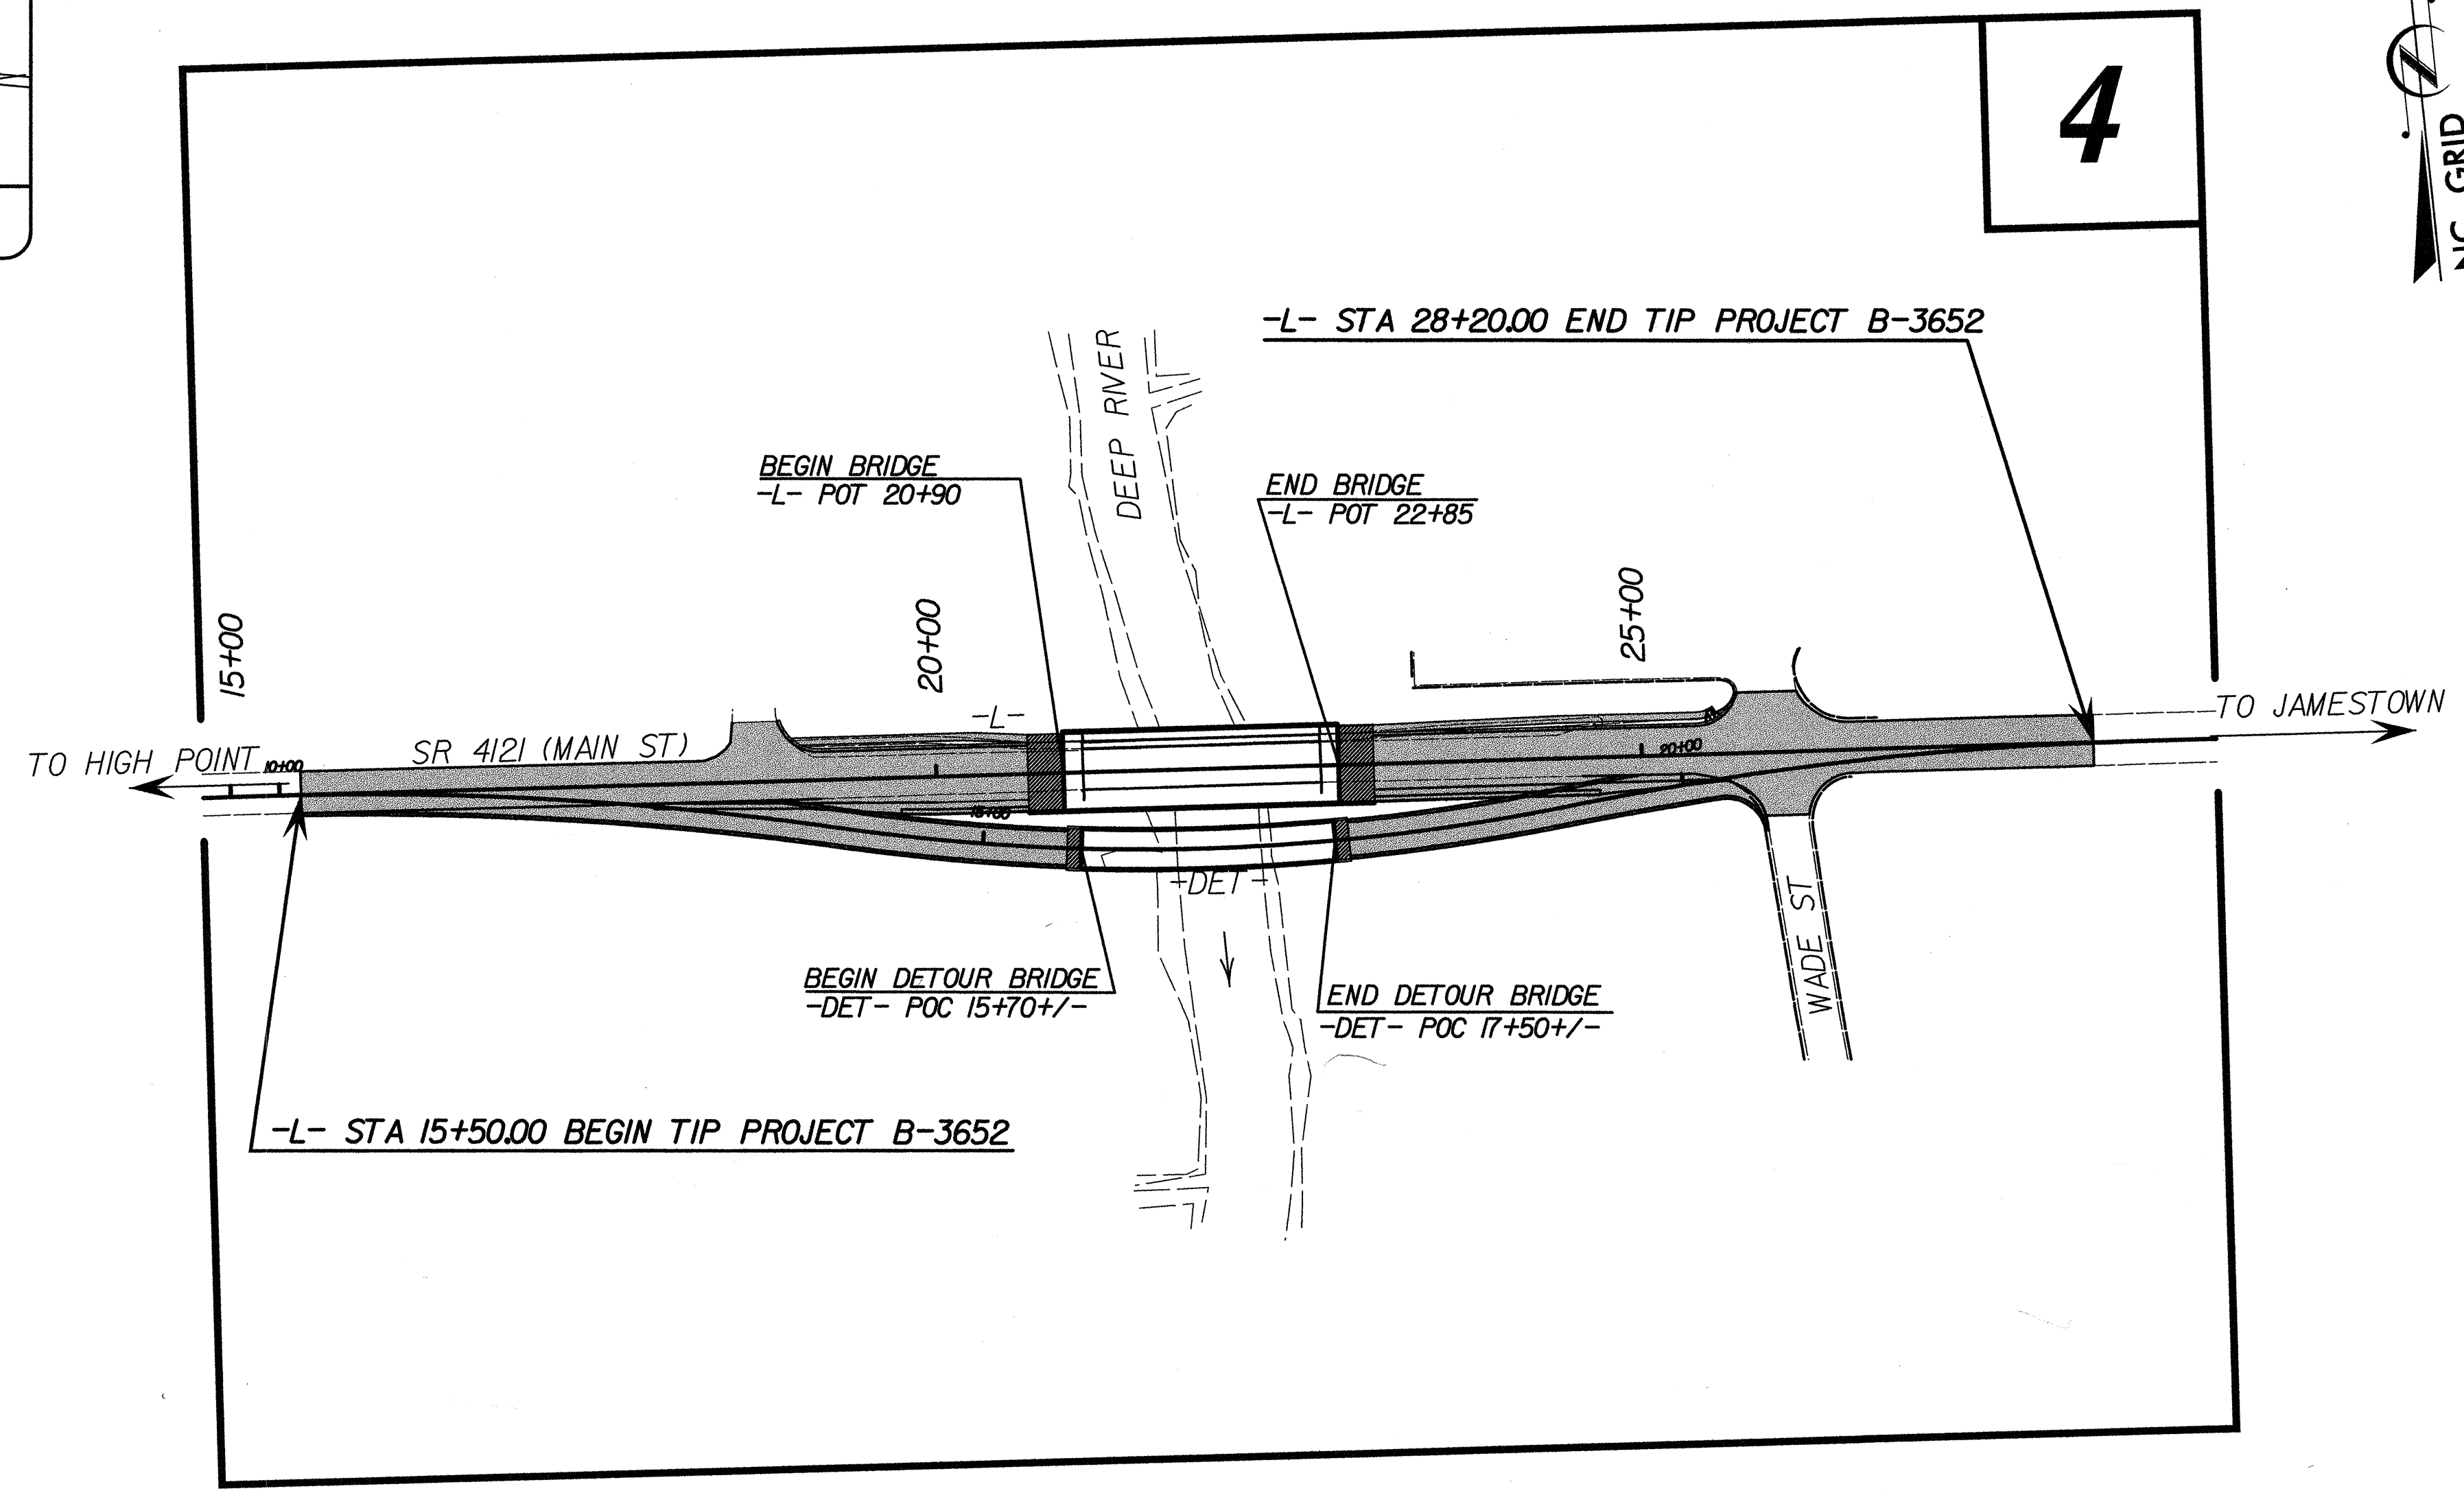 4
NC GRID
-L- STA 28+20.00 END TIP PROJECT B-3652
DEEP RIVER
BEGIN BRIDGE
-L- POT 20+90
END BRIDGE
-L- POT 22+85
15+00
20+00
25+00
-L-
TO JAMESTOWN
SR 4121 (MAIN ST)
TO HIGH POINT
10+00
20+00
15+00
-DET-
WADE ST
BEGIN DETOUR BRIDGE
-DET- POC 15+70+/-
END DETOUR BRIDGE
-DET- POC 17+50+/-
-L- STA 15+50.00 BEGIN TIP PROJECT B-3652